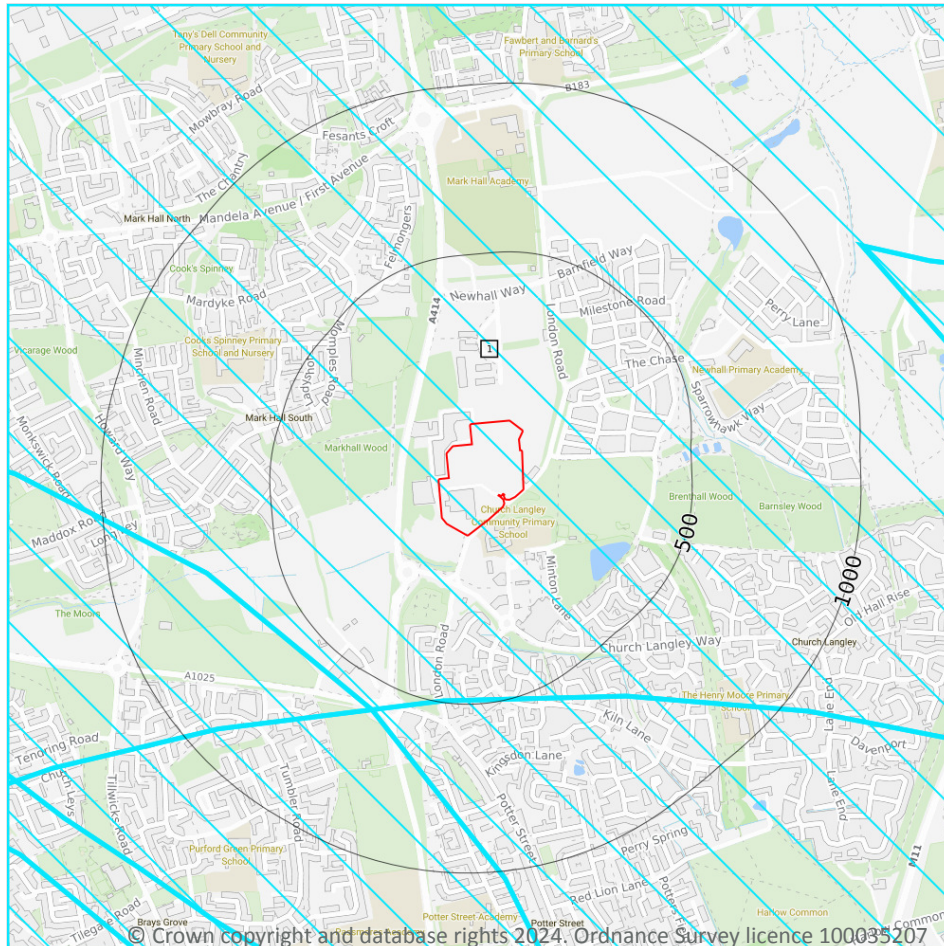 Tany's Dell Community
Primary School and
Nursery
Fawbert and Barnard's
Primary School
B183
Mowbray Road
Fesants Croft
The Chantry
Mandela Avenue / First Avenue
Mark Hall Academy
Mark Hall North
Felmongers
Cook's Spinney
Barnfield Way
Mardyke Road
Newhall Way
Milestone Road
A414
London Road
Perry Lane
Vicarage Wood
Cooks Spinney Primary
School and Nursery
Momples Road
1
The Chase
Newhall Primary Academy
Minchen Road
Mark Hall South
Sparrowhawk Way
Howard Way
Monkswick Road
Markhall Wood
Brenthall Wood
Barnsley Wood
Maddox Road
Long Ley
Church Langley
Community Primary
School
500
1000
Minton Lane
Old Hall Rise
The Moors
London Road
Church Langley Way
Church Langley
A1025
The Henry Moore Primary
School
Lane End
Tendring Road
Kiln Lane
Davenport
Church Leys
Tillwicks Road
Tumbler Road
Kingsdon Lane
Lane End
Potter Street
Purford Green Primary
School
Perry Spring
M11
Red Lion Lane
Tilegate Road
Brays Grove
Potter Street Academy
Potter Street
Harlow Common
© Crown copyright and database rights 2024. Ordnance Survey licence 100035207